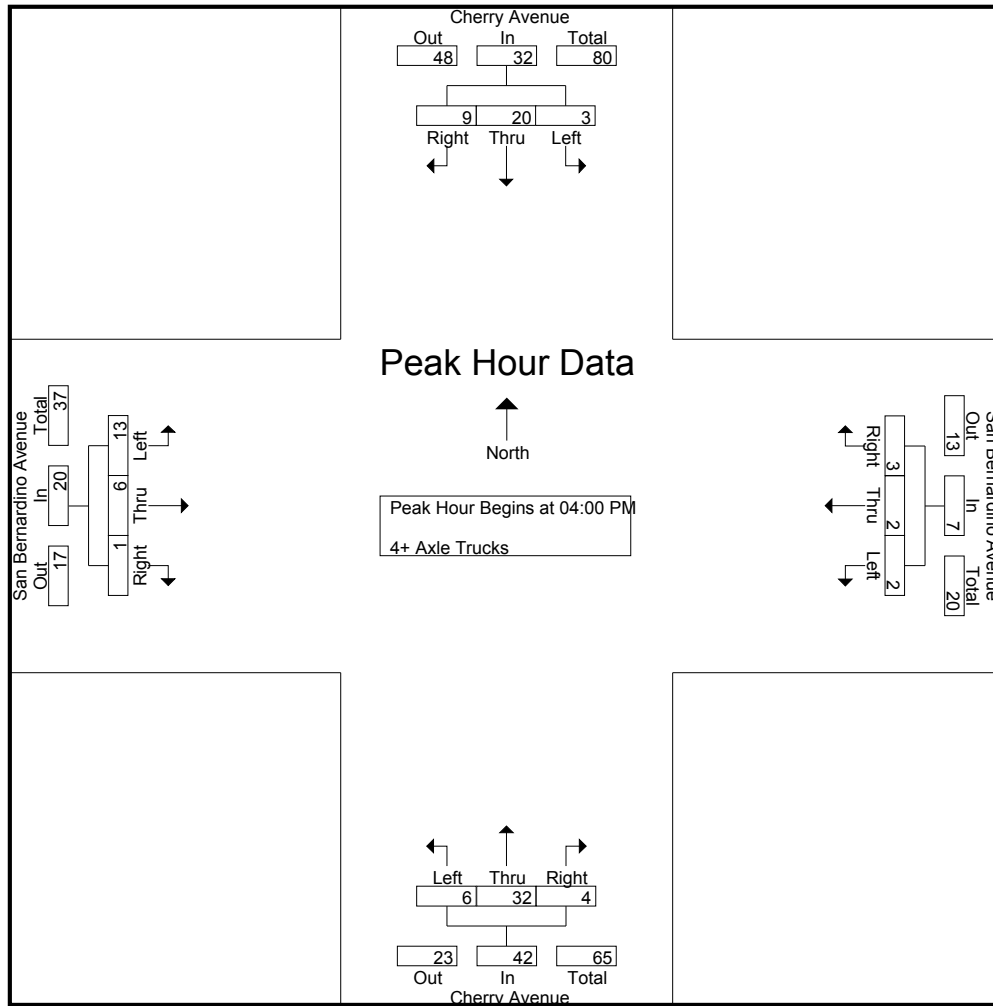 Cherry Avenue
Out In Total
48 32 80
9 20 3
Right Thru Left
Peak Hour Data
North
Peak Hour Begins at 04:00 PM
4+ Axle Trucks
San Bernardino Avenue
Total In Out
37 20 17
13 6 1
Left Thru Right
Right Thru Left
3 2 2
Out In Total
13 7 20
San Bernardino Avenue
Left Thru Right
6 32 4
23 42 65
Out In Total
Cherry Avenue